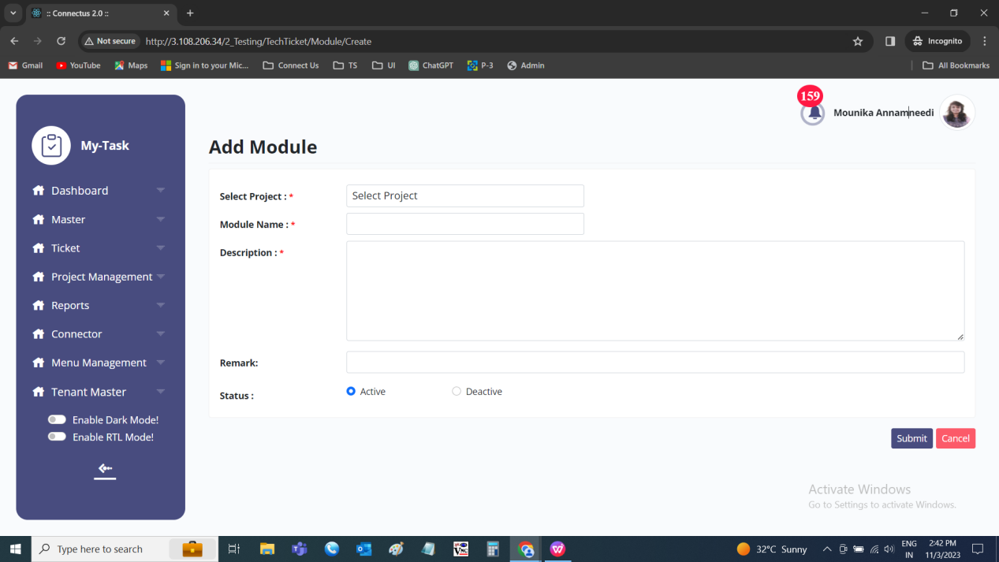 :: Connectus 2.0 ::
Not secure
http://3.108.206.34/2_Testing/TechTicket/Module/Create
Incognito
Gmail
YouTube
Maps
Sign in to your Mic...
Connect Us
TS
UI
ChatGPT
P-3
Admin
All Bookmarks
159
Mounika Annamneedi
My-Task
Dashboard
Master
Ticket
Project Management
Reports
Connector
Menu Management
Tenant Master
Enable Dark Mode!
Enable RTL Mode!
Add Module
Select Project : *
Select Project
Module Name : *
Description : *
Remark:
Status :
Active
Deactive
Submit
Cancel
Activate Windows
Go to Settings to activate Windows.
Type here to search
32°C Sunny
ENG
IN
2:42 PM
11/3/2023